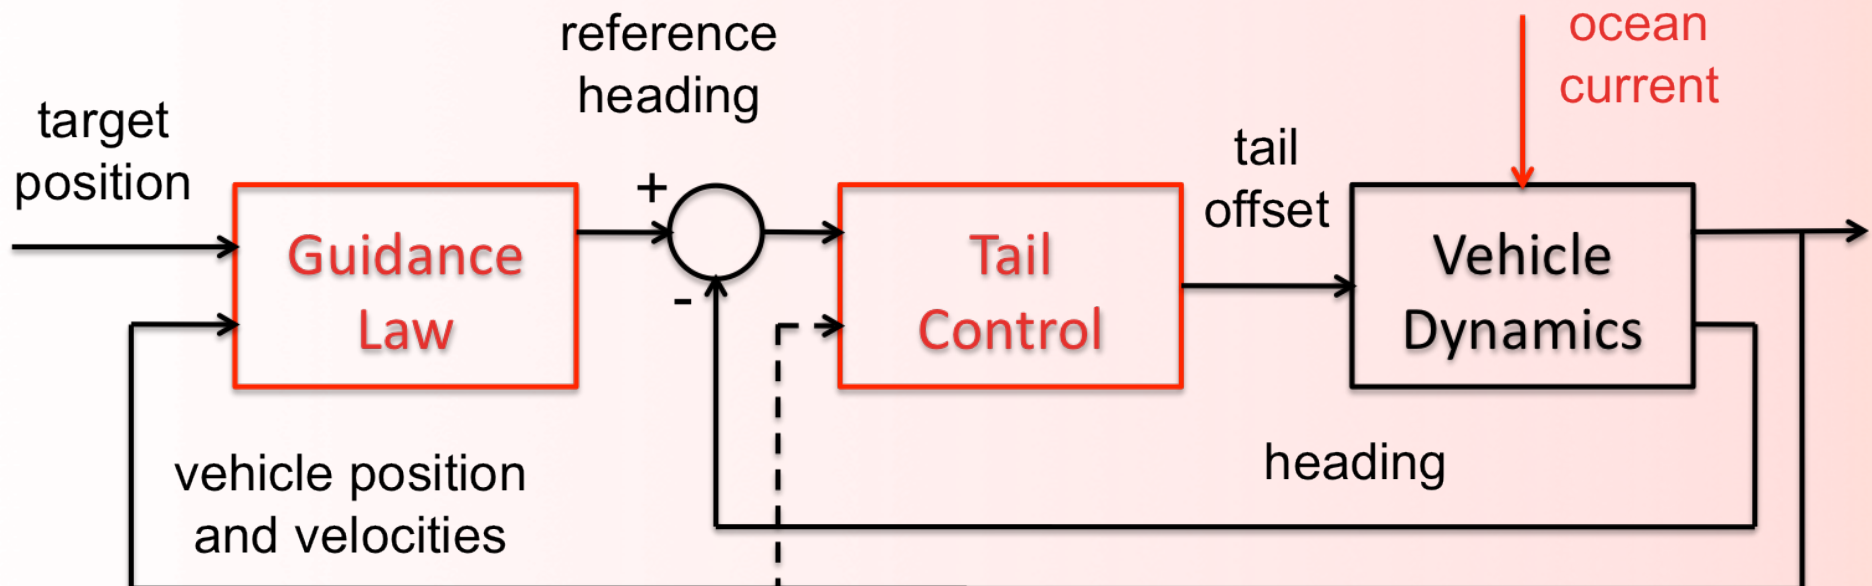 reference
heading
ocean
current
target
position
tail
offset
+
-
Guidance
Law
Tail
Control
Vehicle
Dynamics
vehicle position
and velocities
heading